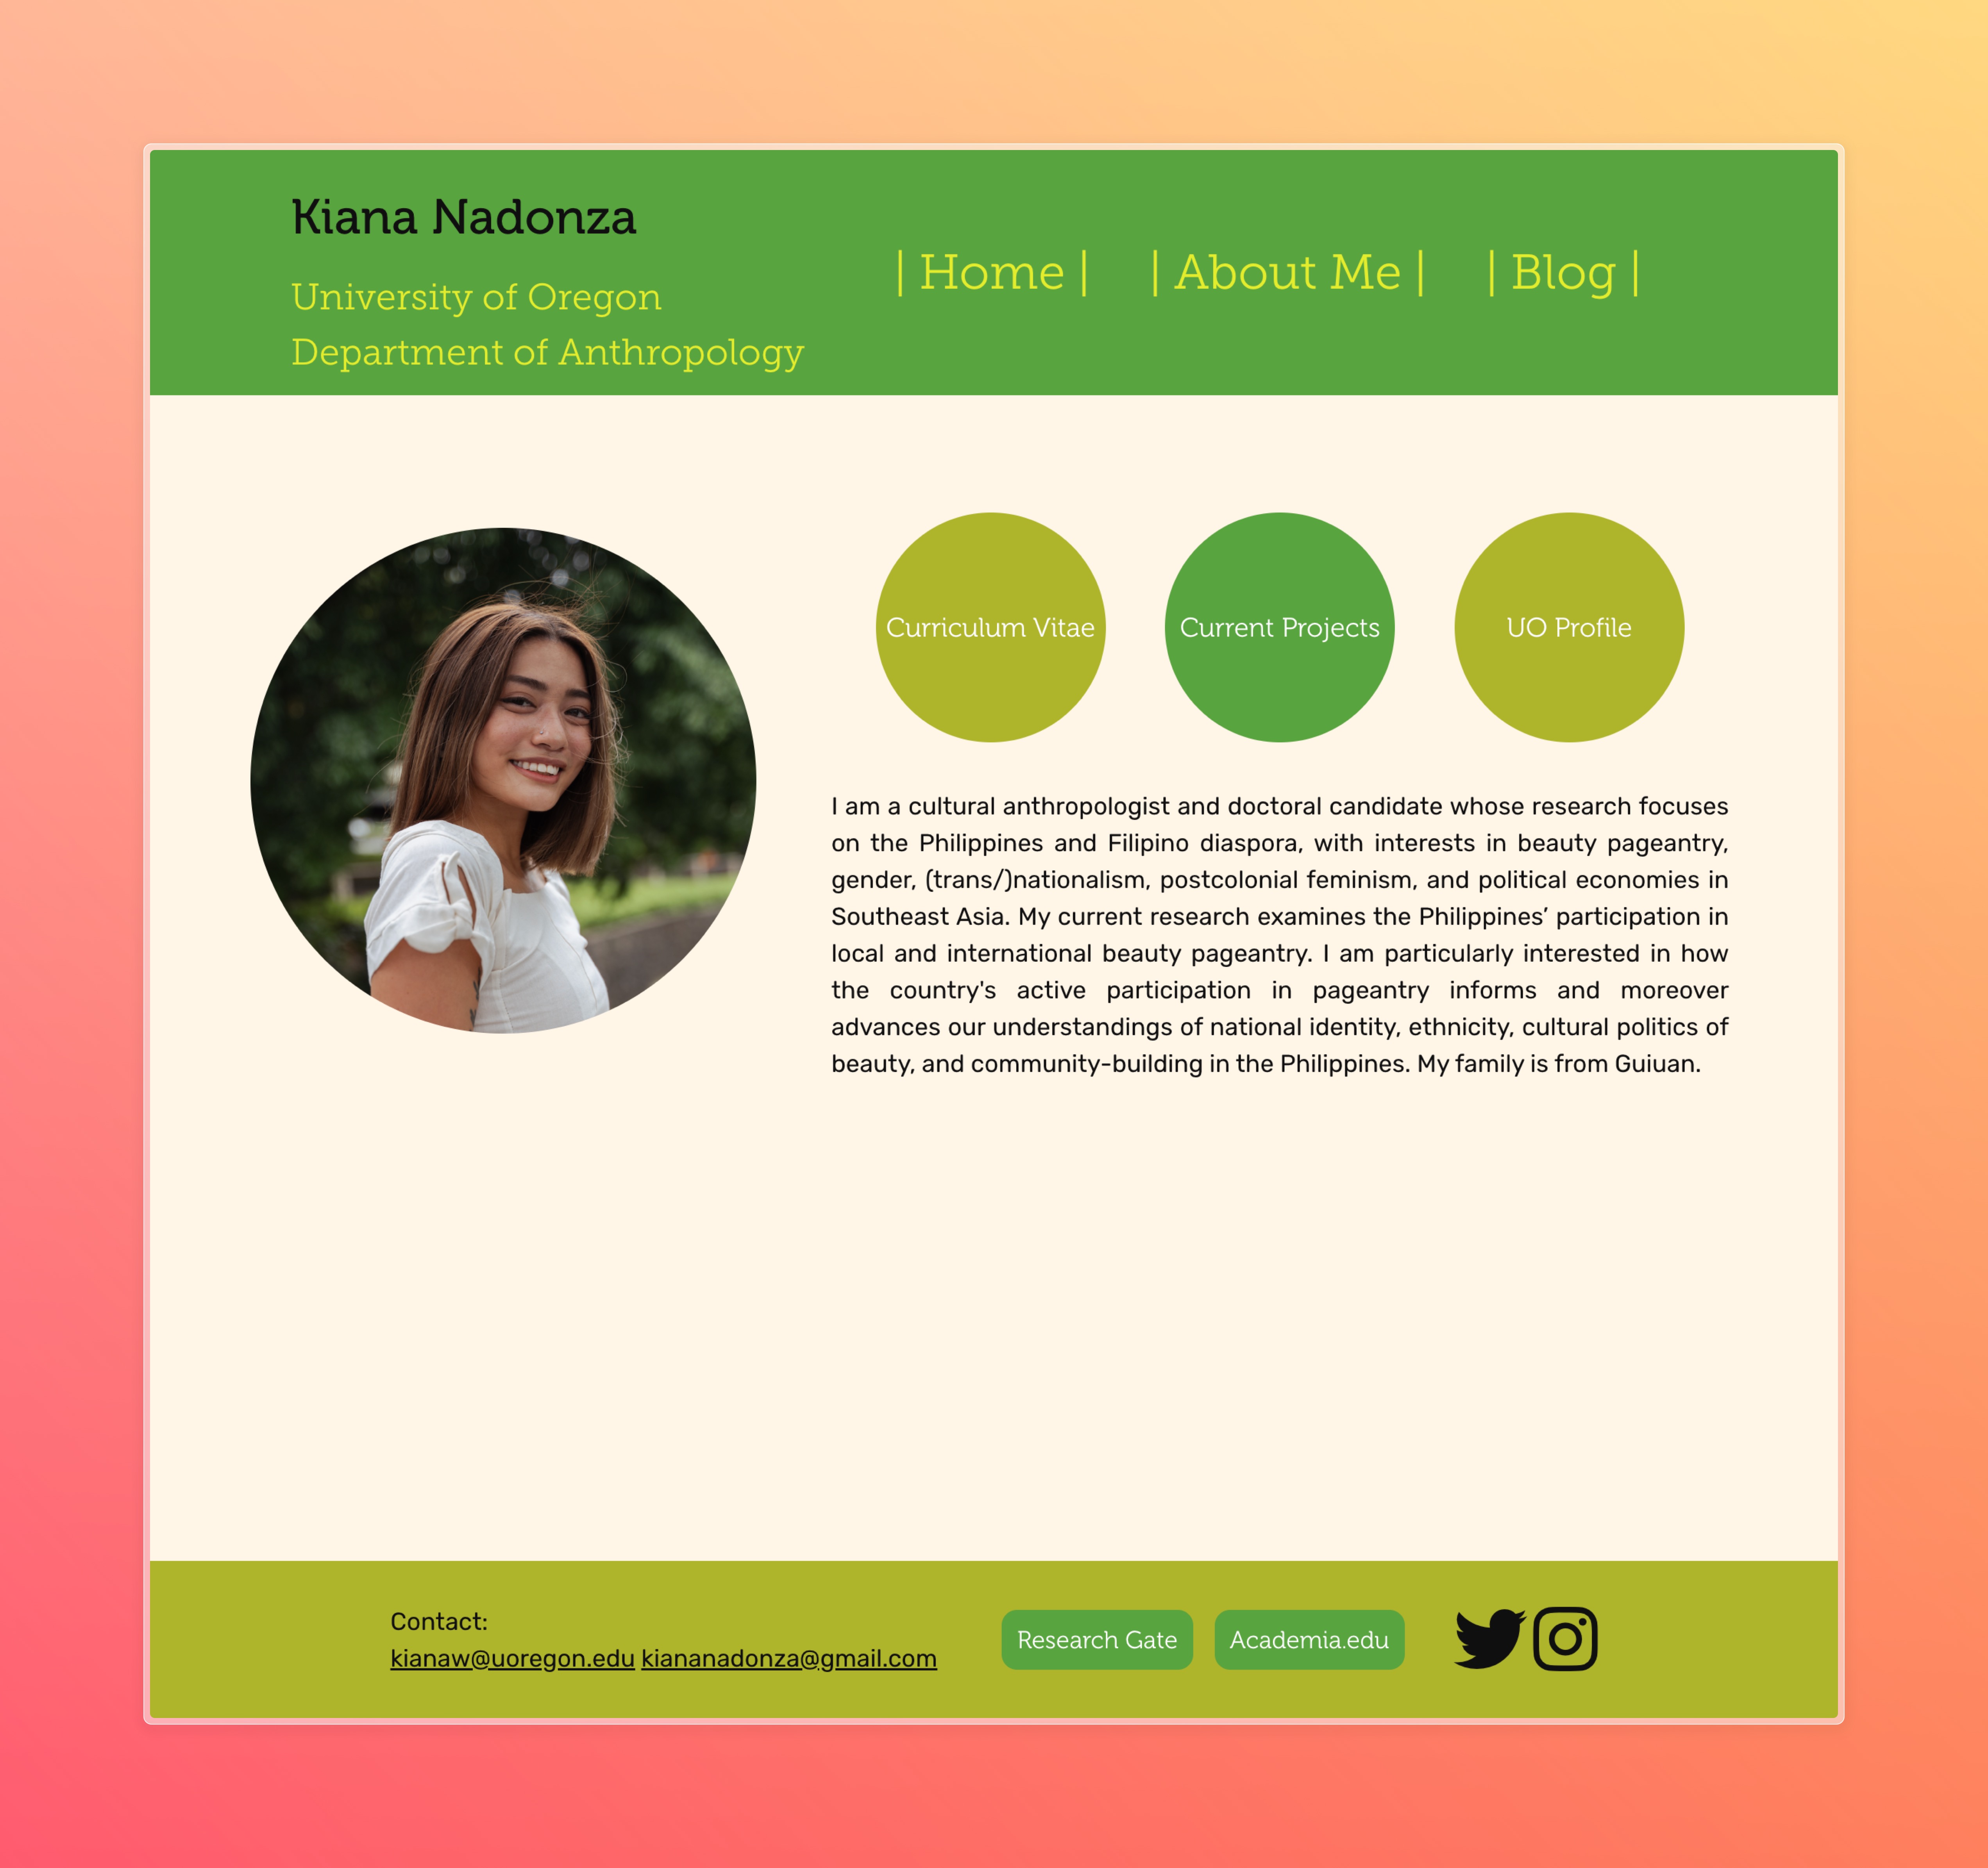 Kiana Nadonza
University of Oregon
Department of Anthropology
| Home | | About Me | | Blog |
Curriculum Vitae
Current Projects
UO Profile
I am a cultural anthropologist and doctoral candidate whose research focuses
on the Philippines and Filipino diaspora, with interests in beauty pageantry,
gender, (trans/)nationalism, postcolonial feminism, and political economies in
Southeast Asia. My current research examines the Philippines’ participation in
local and international beauty pageantry. I am particularly interested in how
the country's active participation in pageantry informs and moreover
advances our understandings of national identity, ethnicity, cultural politics of
beauty, and community-building in the Philippines. My family is from Guiuan.
Contact:
kianaw@uoregon.edu kiananadonza@gmail.com
Research Gate
Academia.edu